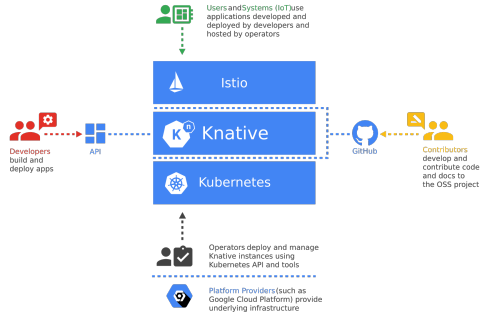 Users and Systems (IoT) use
applications developed and
deployed by developers and
hosted by operators
Istio
n
K
Knative
Developers
build and
deploy apps
API
GitHub
Contributors
develop and
contribute code
and docs to
the OSS project
Kubernetes
Operators deploy and manage
Knative instances using
Kubernetes API and tools
Platform Providers (such as
Google Cloud Platform) provide
underlying infrastructure